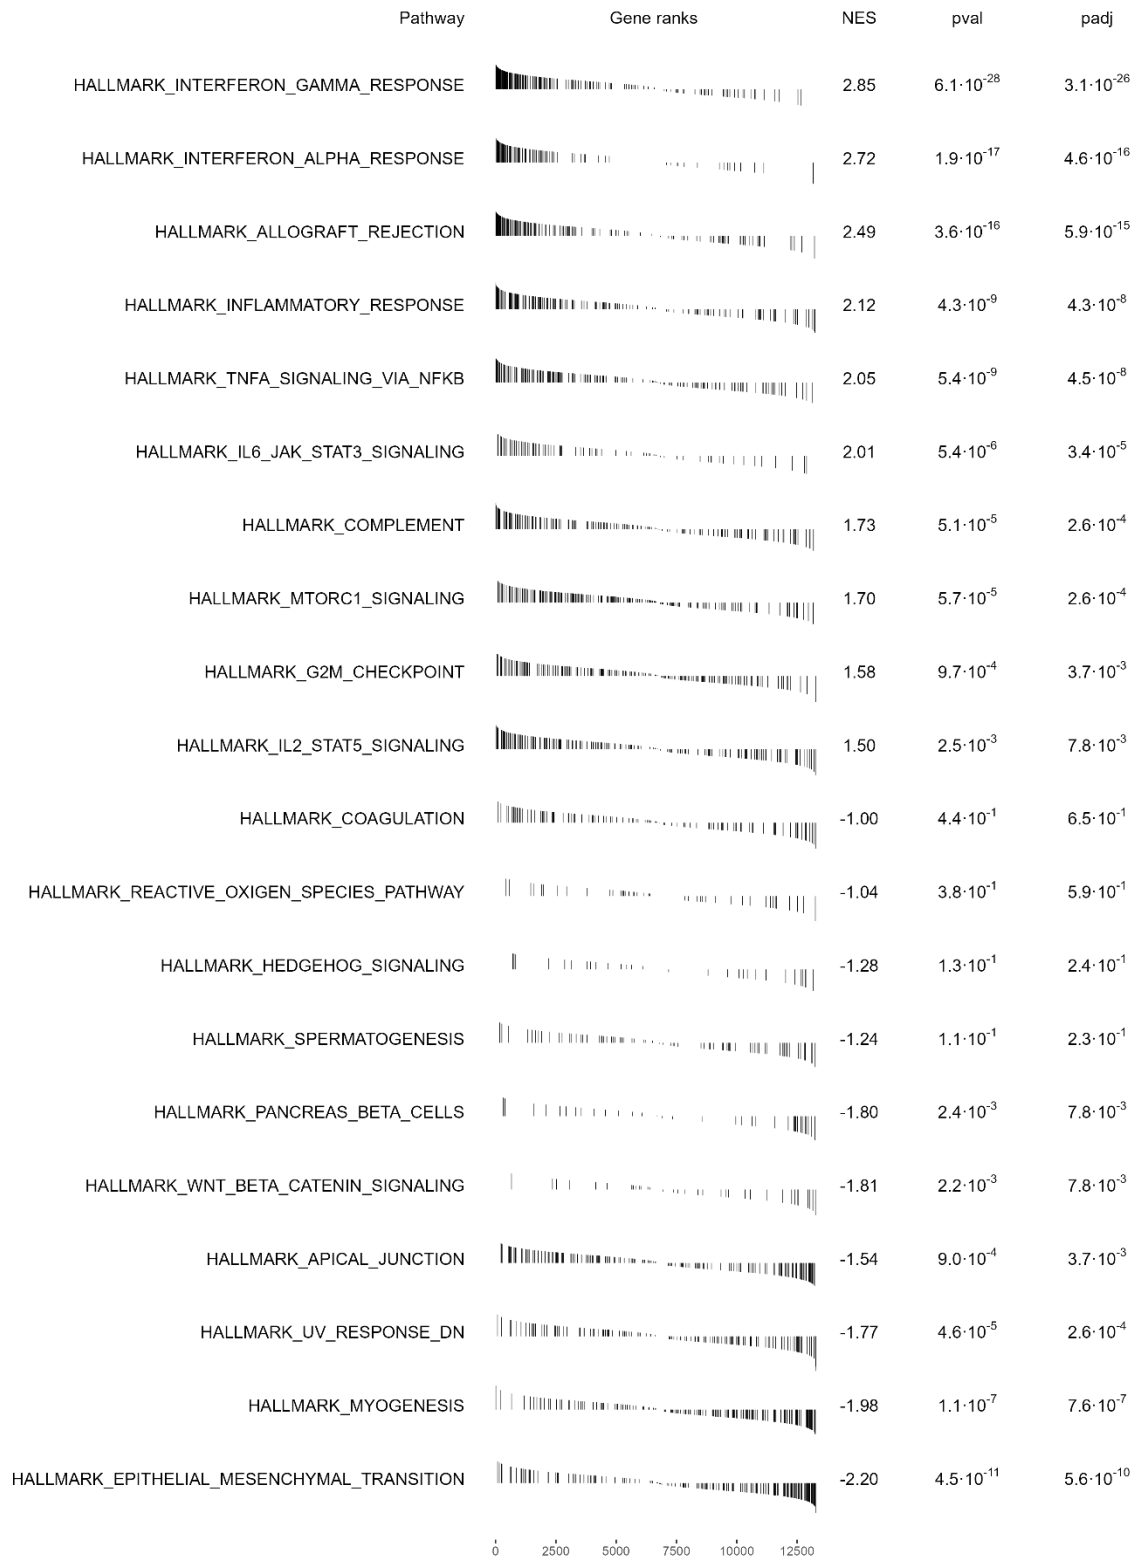 Pathway Gene ranks NES pval padj
HALLMARK_INTERFERON_GAMMA_RESPONSE 2.85 6.1·10⁻²⁸ 3.1·10⁻²⁶
HALLMARK_INTERFERON_ALPHA_RESPONSE 2.72 1.9·10⁻¹⁷ 4.6·10⁻¹⁶
HALLMARK_ALLOGRAFT_REJECTION 2.49 3.6·10⁻¹⁶ 5.9·10⁻¹⁵
HALLMARK_INFLAMMATORY_RESPONSE 2.12 4.3·10⁻⁹ 4.3·10⁻⁸
HALLMARK_TNFA_SIGNALING_VIA_NFKB 2.05 5.4·10⁻⁹ 4.5·10⁻⁸
HALLMARK_IL6_JAK_STAT3_SIGNALING 2.01 5.4·10⁻⁶ 3.4·10⁻⁵
HALLMARK_COMPLEMENT 1.73 5.1·10⁻⁵ 2.6·10⁻⁴
HALLMARK_MTORC1_SIGNALING 1.70 5.7·10⁻⁵ 2.6·10⁻⁴
HALLMARK_G2M_CHECKPOINT 1.58 9.7·10⁻⁴ 3.7·10⁻³
HALLMARK_IL2_STAT5_SIGNALING 1.50 2.5·10⁻³ 7.8·10⁻³
HALLMARK_COAGULATION -1.00 4.4·10⁻¹ 6.5·10⁻¹
HALLMARK_REACTIVE_OXIGEN_SPECIES_PATHWAY -1.04 3.8·10⁻¹ 5.9·10⁻¹
HALLMARK_HEDGEHOG_SIGNALING -1.28 1.3·10⁻¹ 2.4·10⁻¹
HALLMARK_SPERMATOGENESIS -1.24 1.1·10⁻¹ 2.3·10⁻¹
HALLMARK_PANCREAS_BETA_CELLS -1.80 2.4·10⁻³ 7.8·10⁻³
HALLMARK_WNT_BETA_CATENIN_SIGNALING -1.81 2.2·10⁻³ 7.8·10⁻³
HALLMARK_APICAL_JUNCTION -1.54 9.0·10⁻⁴ 3.7·10⁻³
HALLMARK_UV_RESPONSE_DN -1.77 4.6·10⁻⁵ 2.6·10⁻⁴
HALLMARK_MYOGENESIS -1.98 1.1·10⁻⁷ 7.6·10⁻⁷
HALLMARK_EPITHELIAL_MESENCHYMAL_TRANSITION -2.20 4.5·10⁻¹¹ 5.6·10⁻¹⁰
0 2500 5000 7500 10000 12500